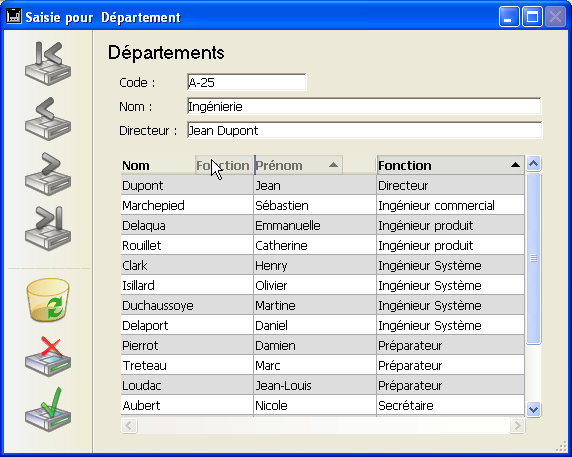 Saisie pour Département
Départements
Code : A-25
Nom : Ingénierie
Directeur : Jean Dupont
Nom Fonction Prénom Fonction
Dupont Jean Directeur
Marchepied Sébastien Ingénieur commercial
Delaqua Emmanuelle Ingénieur produit
Rouillet Catherine Ingénieur produit
Clark Henry Ingénieur Système
Isillard Olivier Ingénieur Système
Duchaussoye Martine Ingénieur Système
Delaport Daniel Ingénieur Système
Pierrot Damien Préparateur
Treteau Marc Préparateur
Loudac Jean-Louis Préparateur
Aubert Nicole Secrétaire